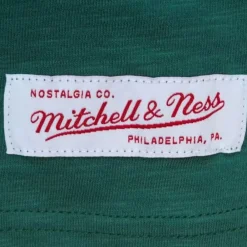 NOSTALGIA CO.
Mitchell & Ness
PHILADELPHIA, PA.